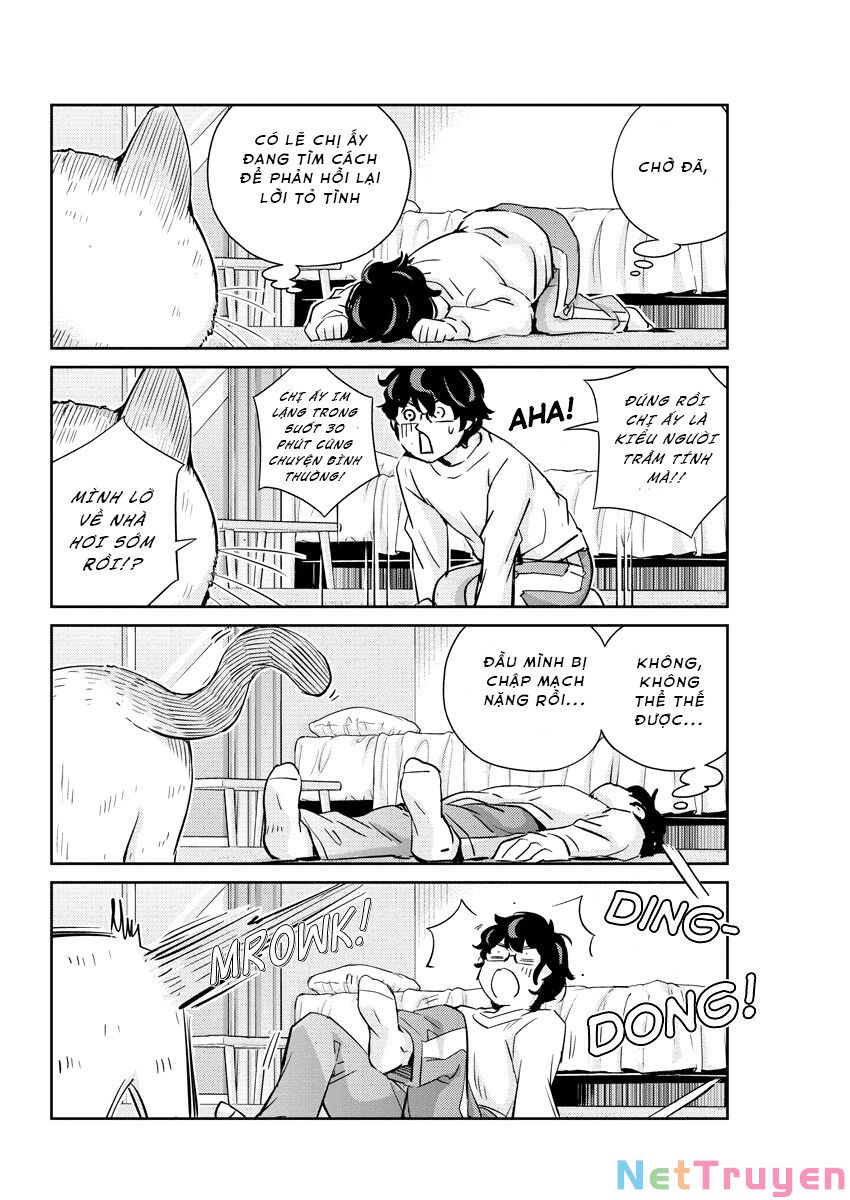 CHỜ ĐÃ,
CÓ LẼ CHỊ ẤY
ĐANG TÌM CÁCH
ĐỂ PHẢN HỒI LẠI
LỜI TỎ TÌNH
ĐÚNG RỒI
CHỊ ẤY LÀ
KIỂU NGƯỜI
TRẦM TÍNH
MÀ!!
AHA!
CHỊ ẤY IM
LẶNG TRONG
SUỐT 30
PHÚT CŨNG
CHUYỆN BÌNH
THƯỜNG!
MÌNH LỠ
VỀ NHÀ
HƠI SỚM
RỒI!?
KHÔNG,
KHÔNG
THỂ THẾ
ĐƯỢC...
ĐẦU MÌNH BỊ
CHẬP MẠCH
NẶNG RỒI...
DING-
DONG!
MROWK!
NetTruyen